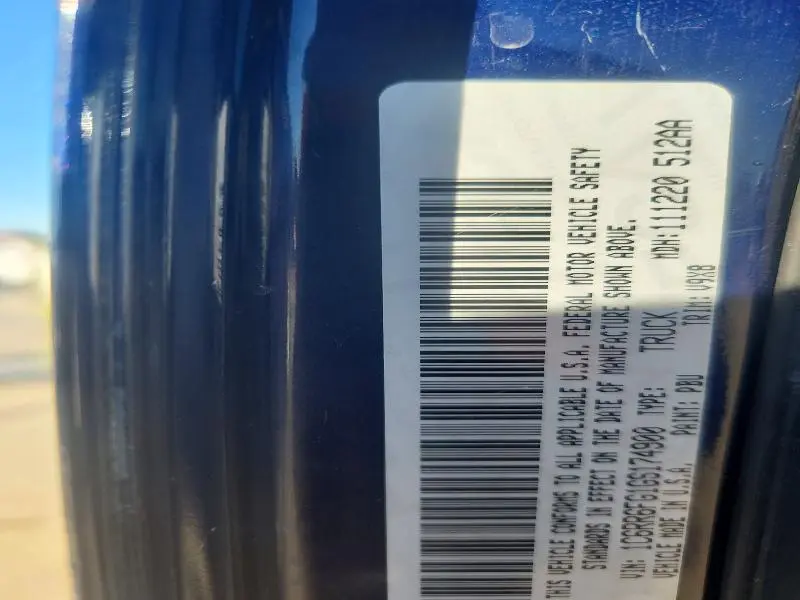 THIS VEHICLE CONFORMS TO ALL APPLICABLE U.S.A. FEDERAL MOTOR VEHICLE SAFETY
STANDARDS IN EFFECT ON THE DATE OF MANUFACTURE SHOWN ABOVE.
VIN: 1C6RR6FG1GS174900 TYPE: TRUCK MDH:111220 512AA
VEHICLE MADE IN U.S.A. PAINT: PBU TRIM: V9X8